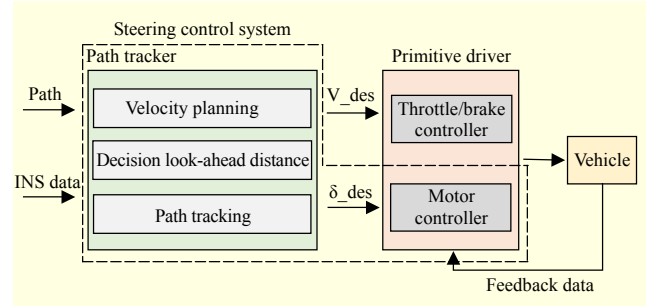 Steering control system
Path tracker
Primitive driver
Path
Velocity planning
V_des
Throttle/brake
controller
Decision look-ahead distance
Vehicle
INS data
Path tracking
δ_des
Motor
controller
Feedback data